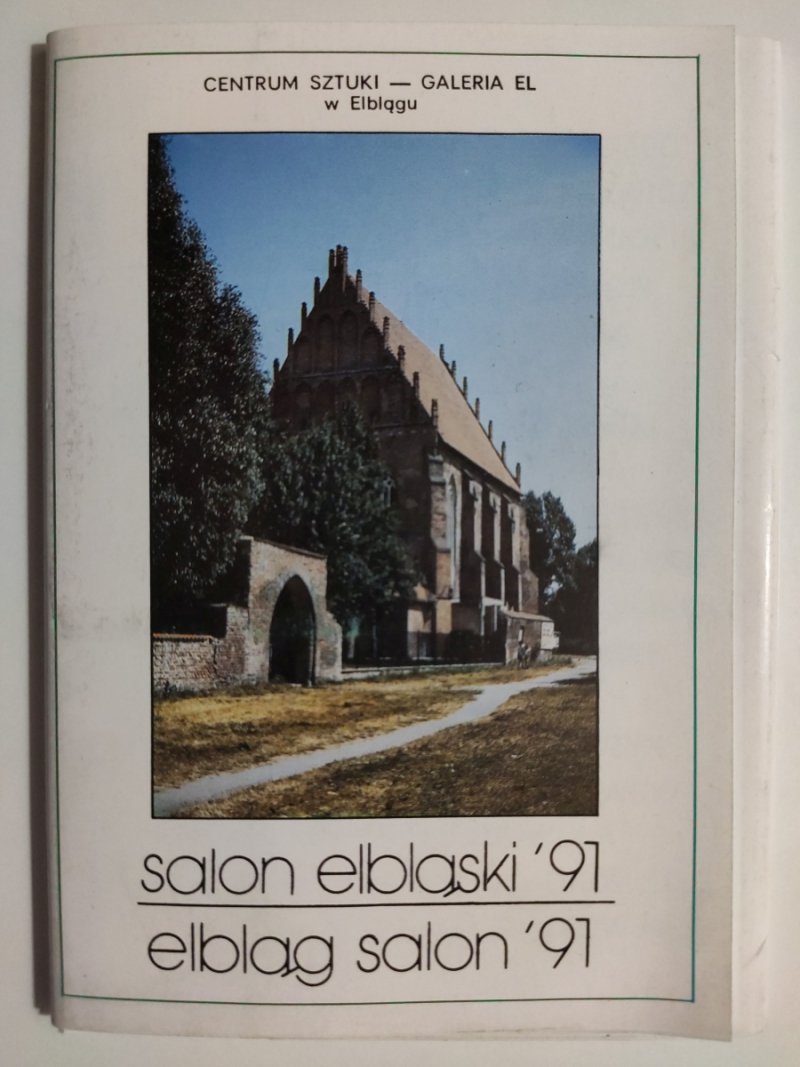 CENTRUM SZTUKI — GALERIA EL
w Elblągu
salon elbląski '91
elbląg salon '91